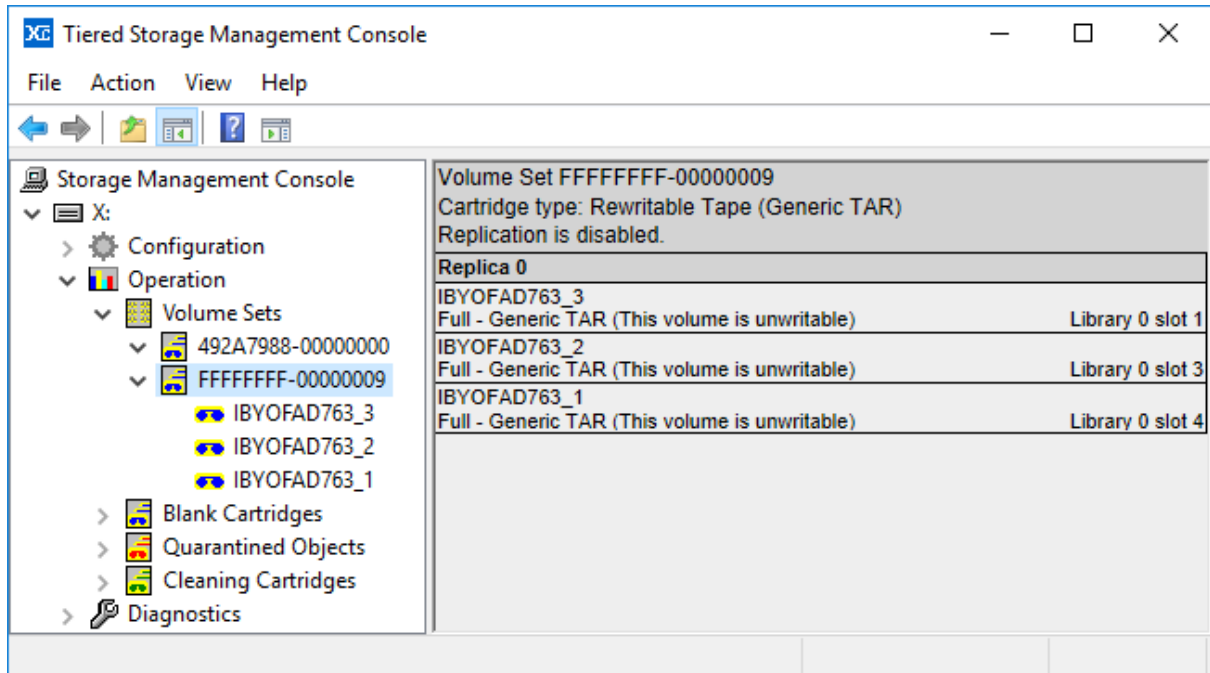 Tiered Storage Management Console
File Action View Help
Storage Management Console
X:
Configuration
Operation
Volume Sets
492A7988-00000000
FFFFFFFF-00000009
IBYOFAD763_3
IBYOFAD763_2
IBYOFAD763_1
Blank Cartridges
Quarantined Objects
Cleaning Cartridges
Diagnostics
Volume Set FFFFFFFF-00000009
Cartridge type: Rewritable Tape (Generic TAR)
Replication is disabled.
Replica 0
IBYOFAD763_3
Full - Generic TAR (This volume is unwritable) Library 0 slot 1
IBYOFAD763_2
Full - Generic TAR (This volume is unwritable) Library 0 slot 3
IBYOFAD763_1
Full - Generic TAR (This volume is unwritable) Library 0 slot 4